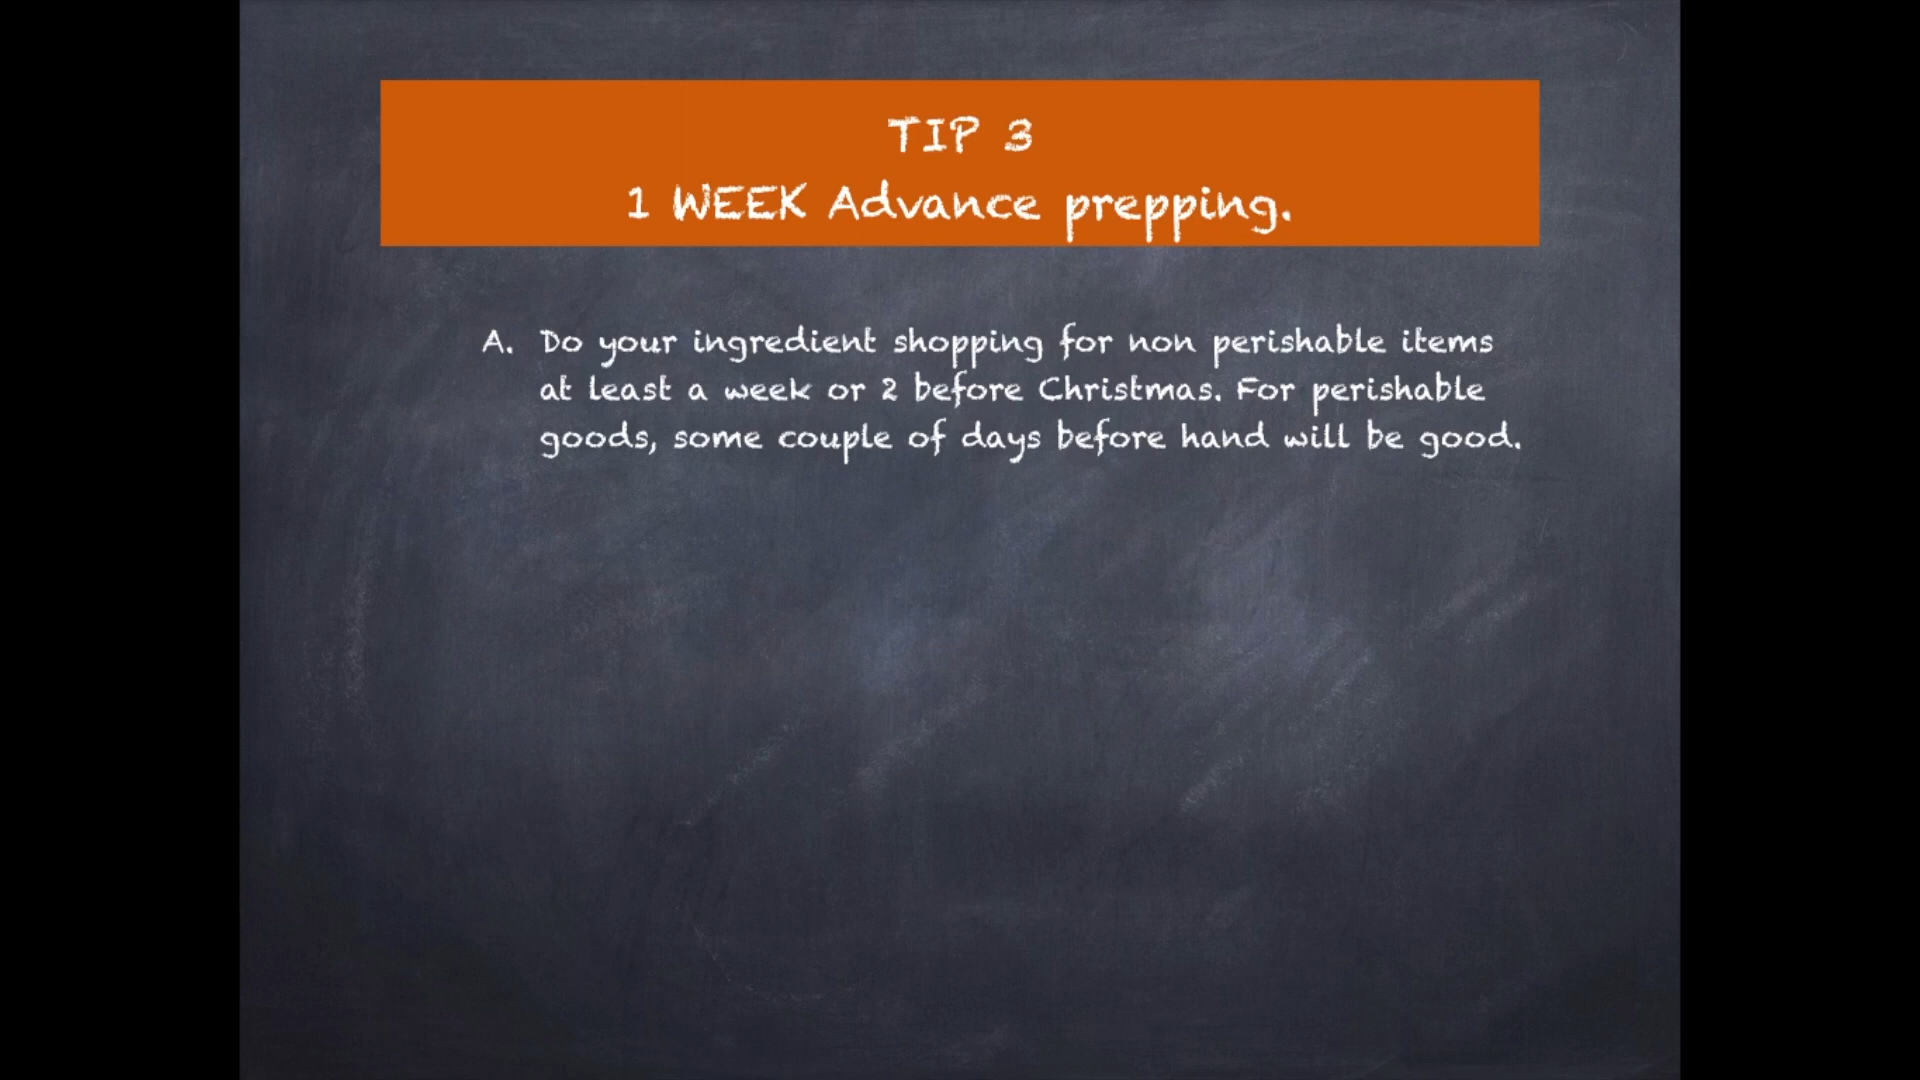 TIP 3
1 WEEK Advance prepping.
A. Do your ingredient shopping for non perishable items
at least a week or 2 before Christmas. For perishable
goods, some couple of days before hand will be good.